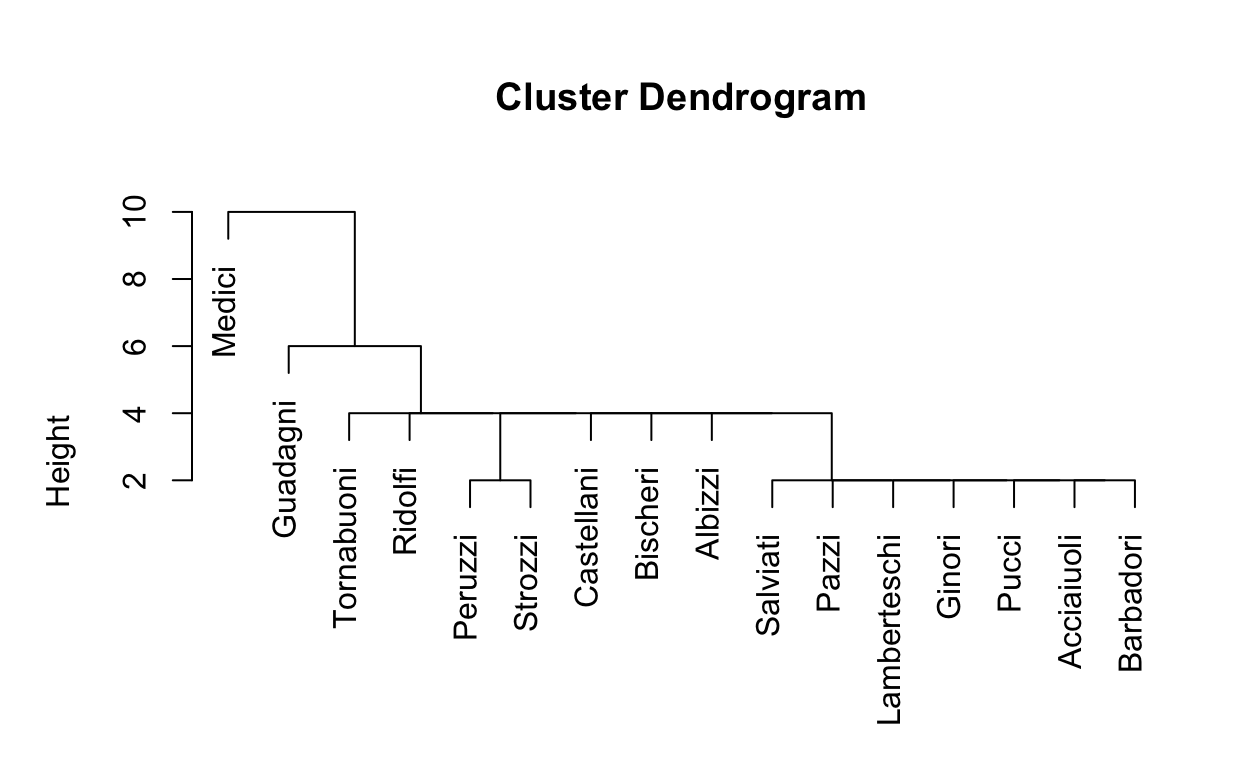 Cluster Dendrogram
Height
10
8
6
4
2
Medici
Guadagni
Tornabuoni
Ridolfi
Peruzzi
Strozzi
Castellani
Bischeri
Albizzi
Salviati
Pazzi
Lamberteschi
Ginori
Pucci
Acciaiuoli
Barbadori